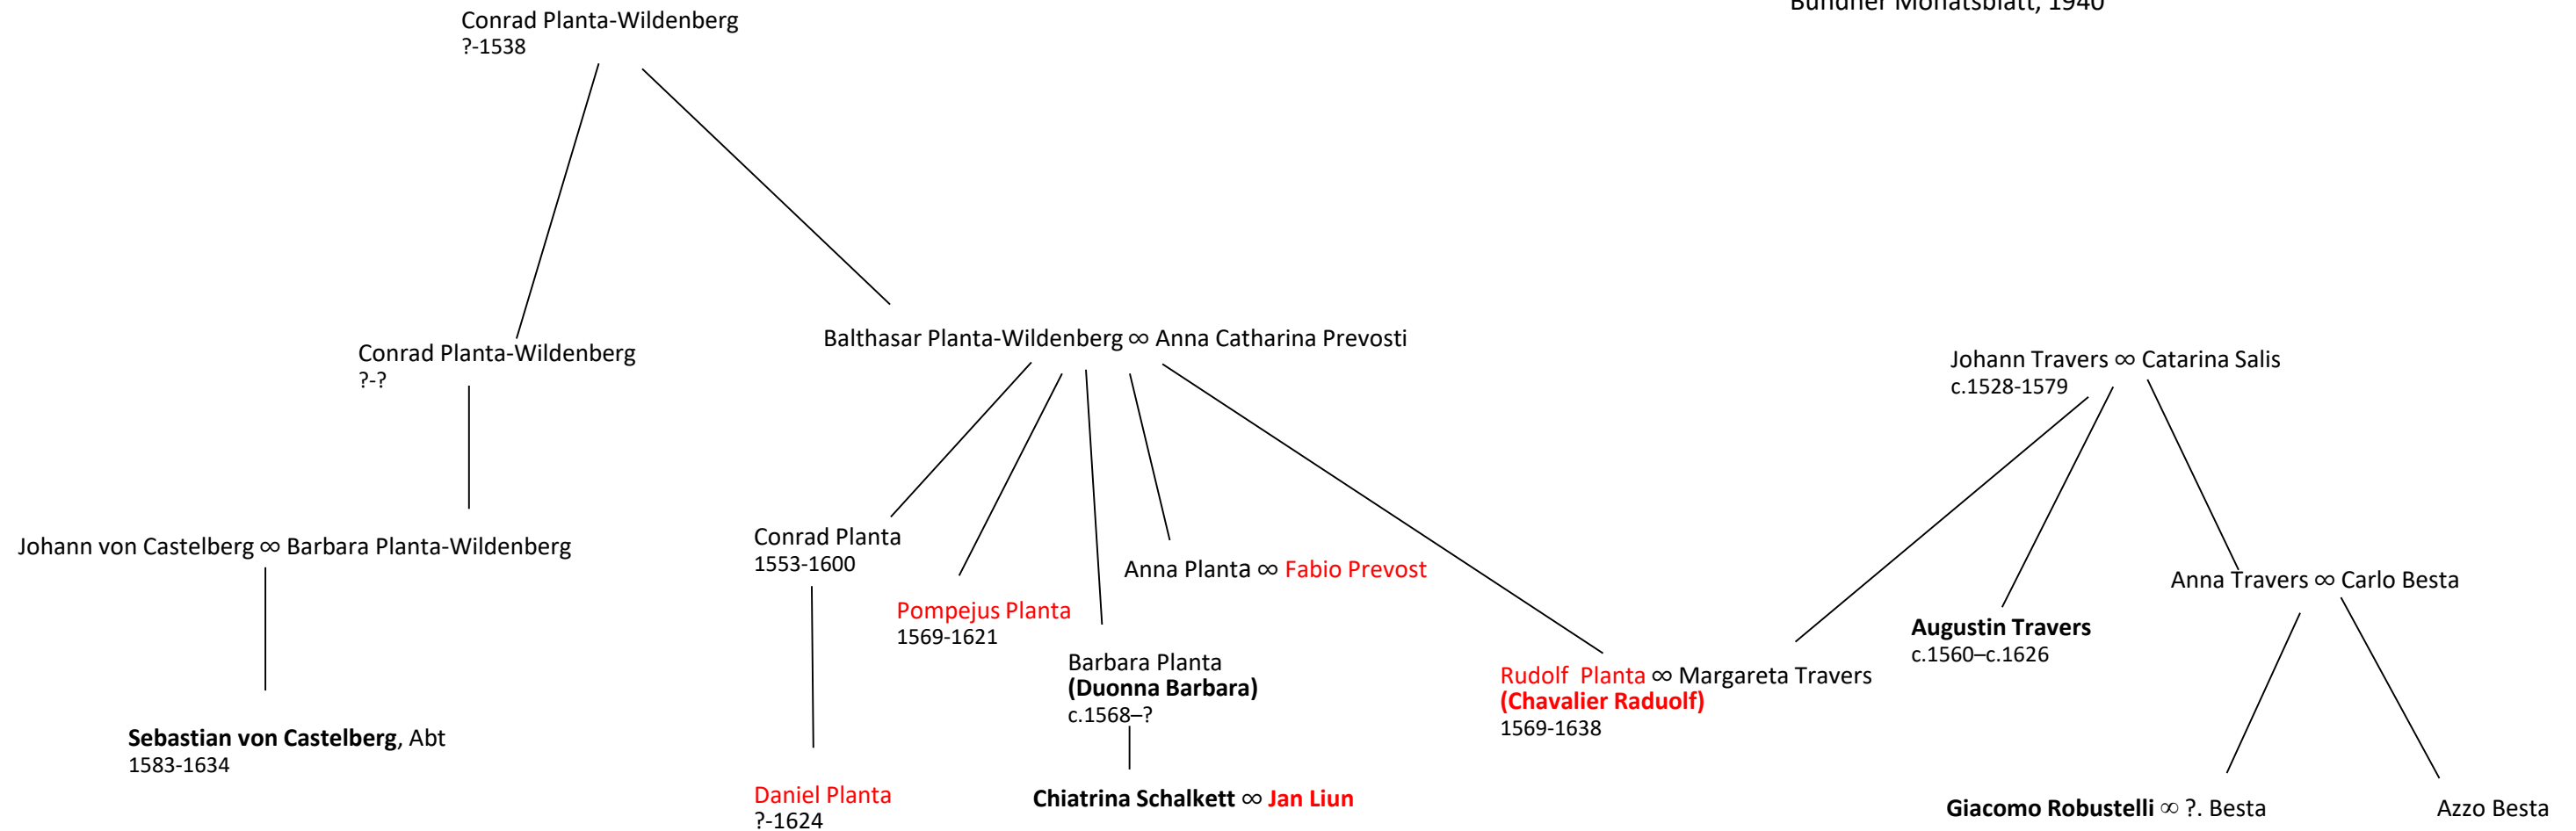 Bündner Monatsblatt, 1940
Conrad Planta-Wildenberg
?-1538
Balthasar Planta-Wildenberg ∞ Anna Catharina Prevosti
Conrad Planta-Wildenberg
?-?
Johann Travers ∞ Catarina Salis
c.1528-1579
Johann von Castelberg ∞ Barbara Planta-Wildenberg
Conrad Planta
1553-1600
Anna Planta ∞ Fabio Prevost
Anna Travers ∞ Carlo Besta
Pompejus Planta
1569-1621
Augustin Travers
c.1560–c.1626
Barbara Planta
(Duonna Barbara)
c.1568–?
Rudolf Planta ∞ Margareta Travers
(Chavalier Raduolf)
1569-1638
Sebastian von Castelberg, Abt
1583-1634
Daniel Planta
?-1624
Chiatrina Schalkett ∞ Jan Liun
Giacomo Robustelli ∞ ?. Besta
Azzo Besta